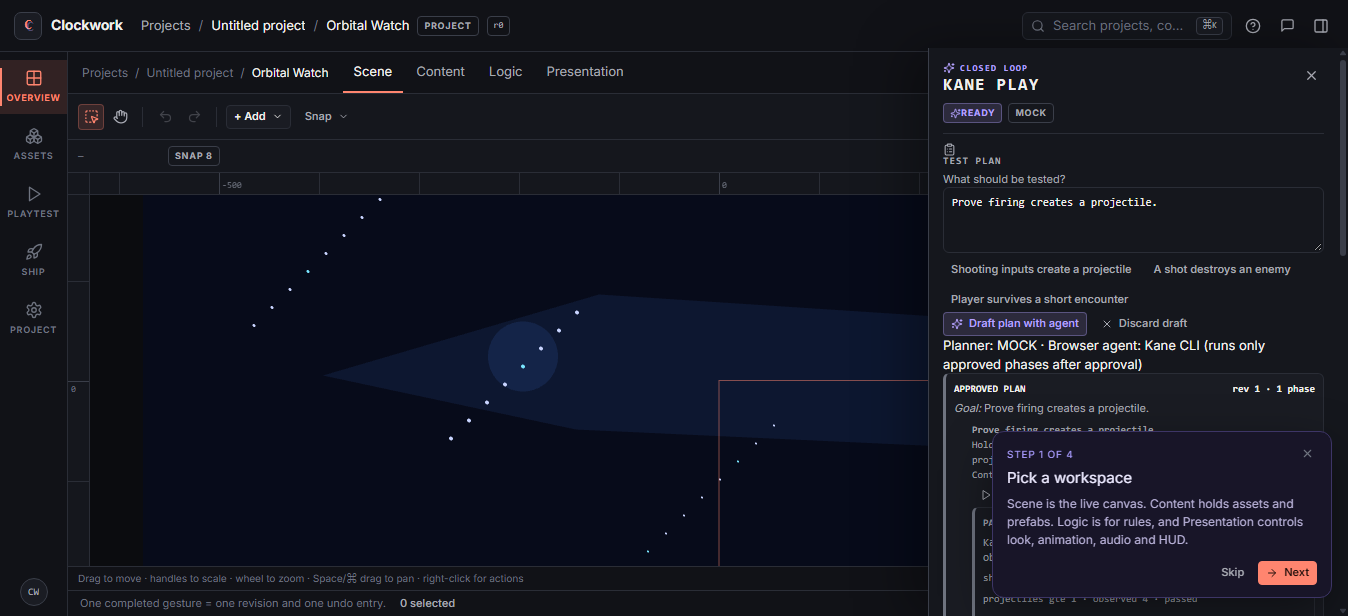 Clockwork Projects / Untitled project / Orbital Watch PROJECT r0
Search projects, co... ⌘K
OVERVIEW
ASSETS
PLAYTEST
SHIP
PROJECT
CW
Projects / Untitled project / Orbital Watch Scene Content Logic Presentation
+ Add Snap
SNAP 8
-500 0
0
Drag to move · handles to scale · wheel to zoom · Space/⌘ drag to pan · right-click for actions
One completed gesture = one revision and one undo entry. 0 selected
CLOSED LOOP
KANE PLAY
READY MOCK
TEST PLAN
What should be tested?
Prove firing creates a projectile.
Shooting inputs create a projectile A shot destroys an enemy
Player survives a short encounter
Draft plan with agent Discard draft
Planner: MOCK · Browser agent: Kane CLI (runs only
approved phases after approval)
APPROVED PLAN rev 1 · 1 phase
Goal: Prove firing creates a projectile.
Prove firing creates a projectile
STEP 1 OF 4
Pick a workspace
Scene is the live canvas. Content holds assets and
prefabs. Logic is for rules, and Presentation controls
look, animation, audio and HUD.
Skip Next
projectiles gte 1 · observed 4 · passed